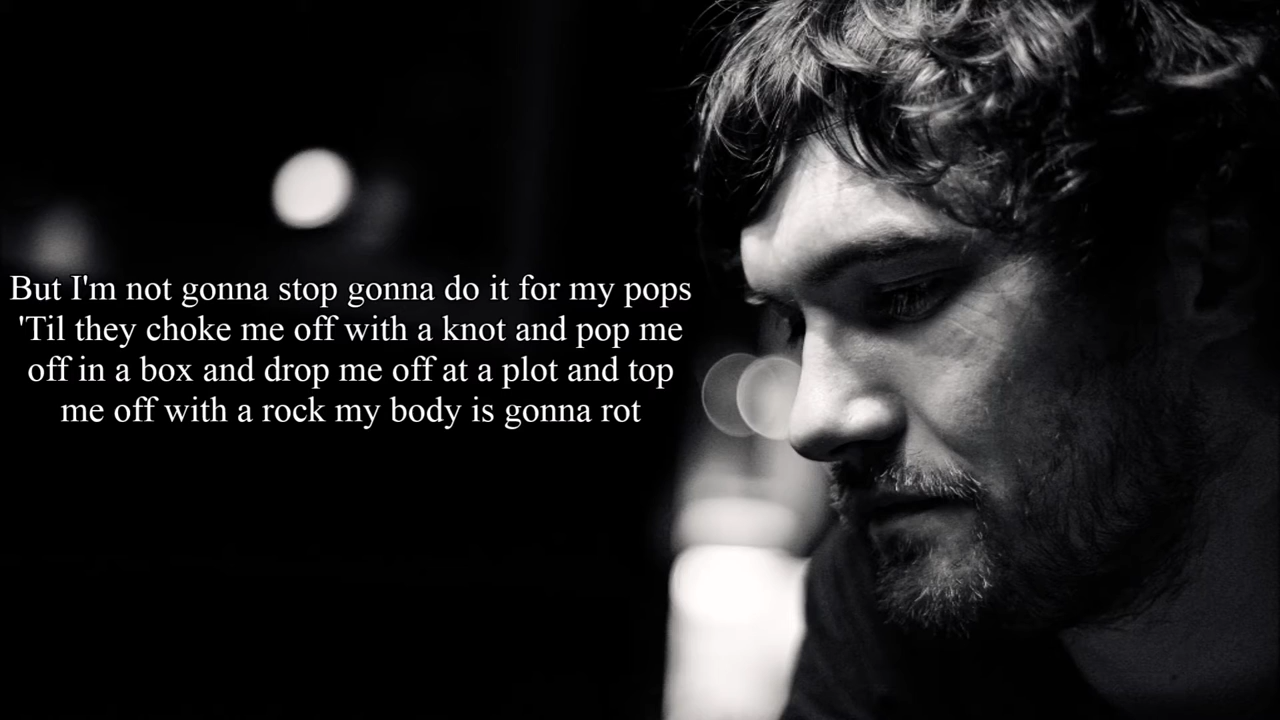 But I'm not gonna stop gonna do it for my pops
'Til they choke me off with a knot and pop me
off in a box and drop me off at a plot and top
me off with a rock my body is gonna rot